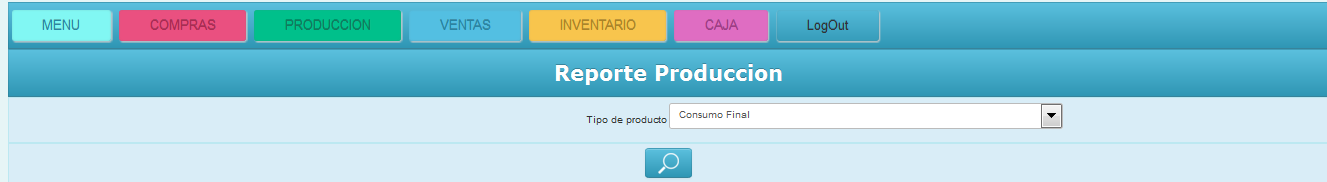 MENU COMPRAS PRODUCCION VENTAS INVENTARIO CAJA LogOut
Reporte Produccion
Tipo de producto Consumo Final